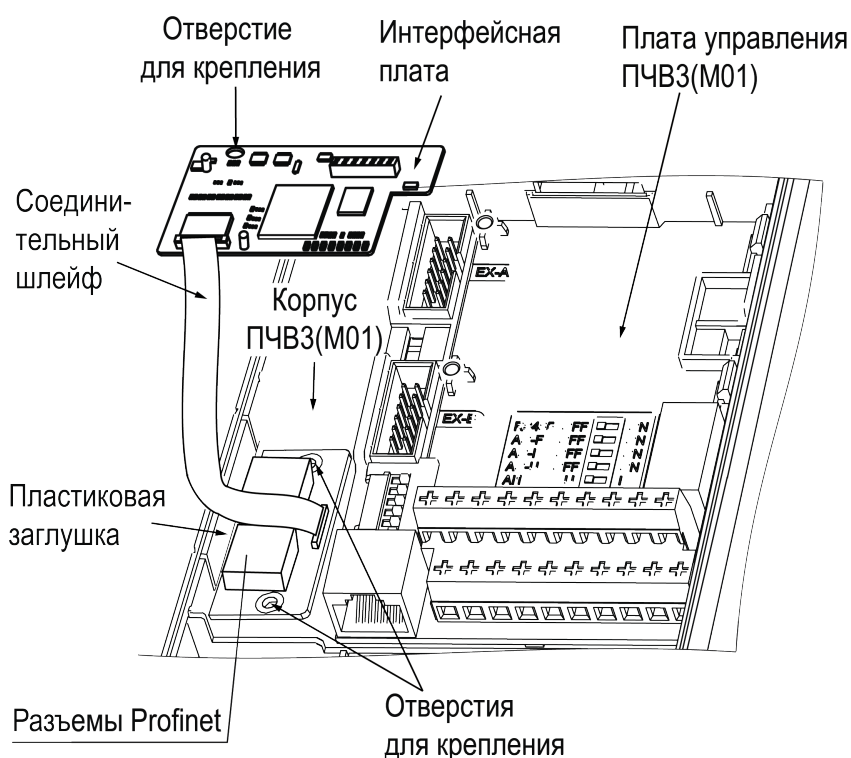 Отверстие
для крепления
Интерфейсная
плата
Плата управления
ПЧВ3(М01)
Соедини-
тельный
шлейф
Корпус
ПЧВ3(М01)
EX-A
Пластиковая
заглушка
Разъемы Profinet
Отверстия
для крепления